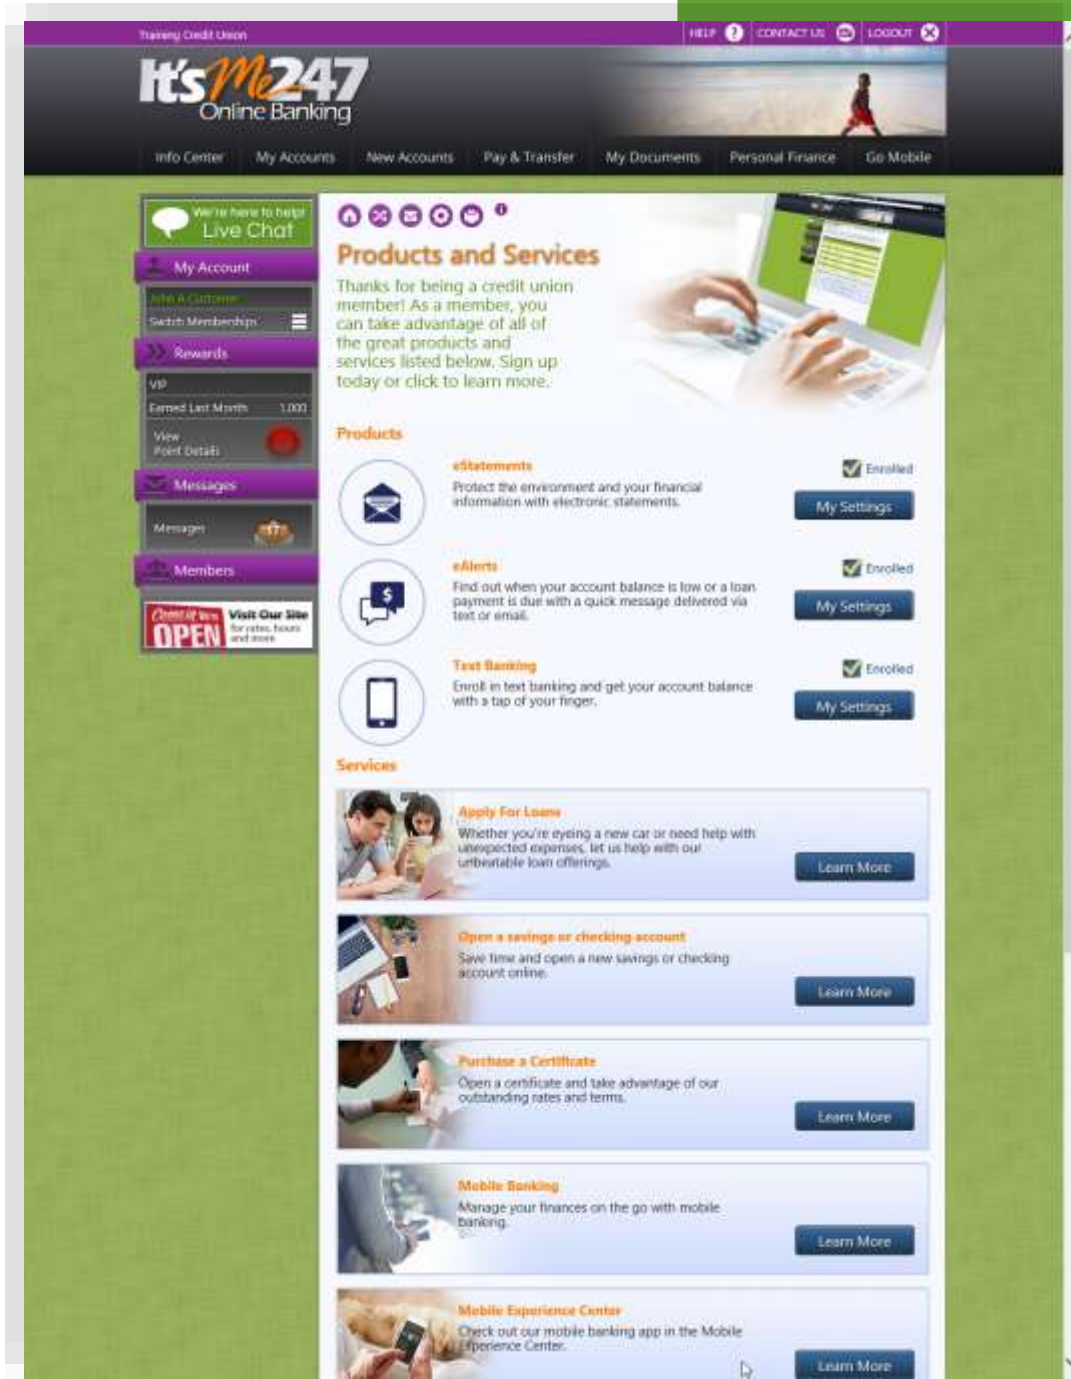 Training Credit Union
HELP ? CONTACT US LOGOUT
It's Me 247
Online Banking
Info Center My Accounts New Accounts Pay & Transfer My Documents Personal Finance Go Mobile
We're here to help!
Live Chat
My Account
John A Customer
Switch Memberships
Rewards
VIP
Earned Last Month 1,000
View
Point Details
Messages
Messages 17
Members
Come in we're
OPEN
Visit Our Site
for rates, hours
and more
Products and Services
Thanks for being a credit union
member! As a member, you
can take advantage of all of
the great products and
services listed below. Sign up
today or click to learn more.
Products
eStatements
Protect the environment and your financial
information with electronic statements.
Enrolled
My Settings
eAlerts
Find out when your account balance is low or a loan
payment is due with a quick message delivered via
text or email.
Enrolled
My Settings
Text Banking
Enroll in text banking and get your account balance
with a tap of your finger.
Enrolled
My Settings
Services
Apply For Loans
Whether you're eyeing a new car or need help with
unexpected expenses, let us help with our
unbeatable loan offerings.
Learn More
Open a savings or checking account
Save time and open a new savings or checking
account online.
Learn More
Purchase a Certificate
Open a certificate and take advantage of our
outstanding rates and terms.
Learn More
Mobile Banking
Manage your finances on the go with mobile
banking.
Learn More
Mobile Experience Center
Check out our mobile banking app in the Mobile
Experience Center.
Learn More